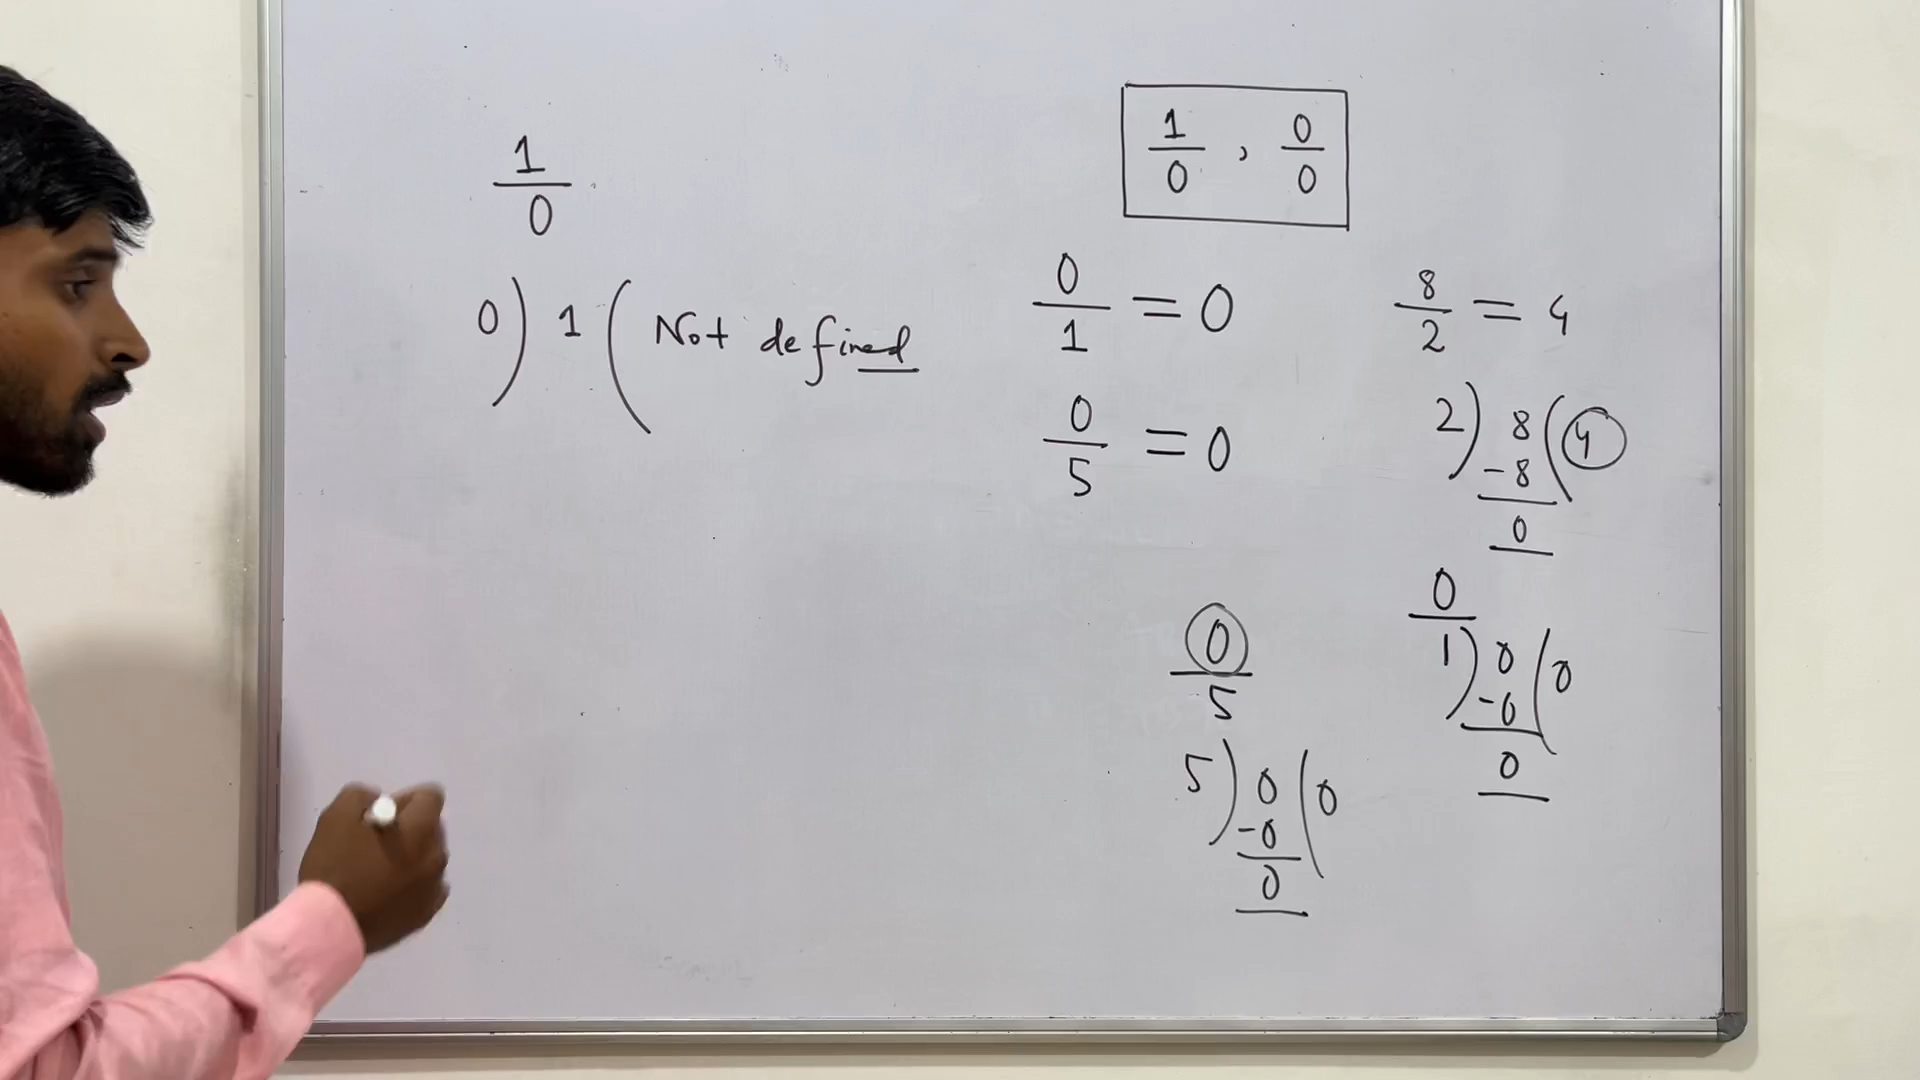 1
0
0) 1 ( Not defined
1/0 , 0/0
0/1 = 0
0/5 = 0
8/2 = 4
2) 8 ( 4
-8
0
0
5
5) 0 ( 0
-0
0
0
1) 0 ( 0
-0
0